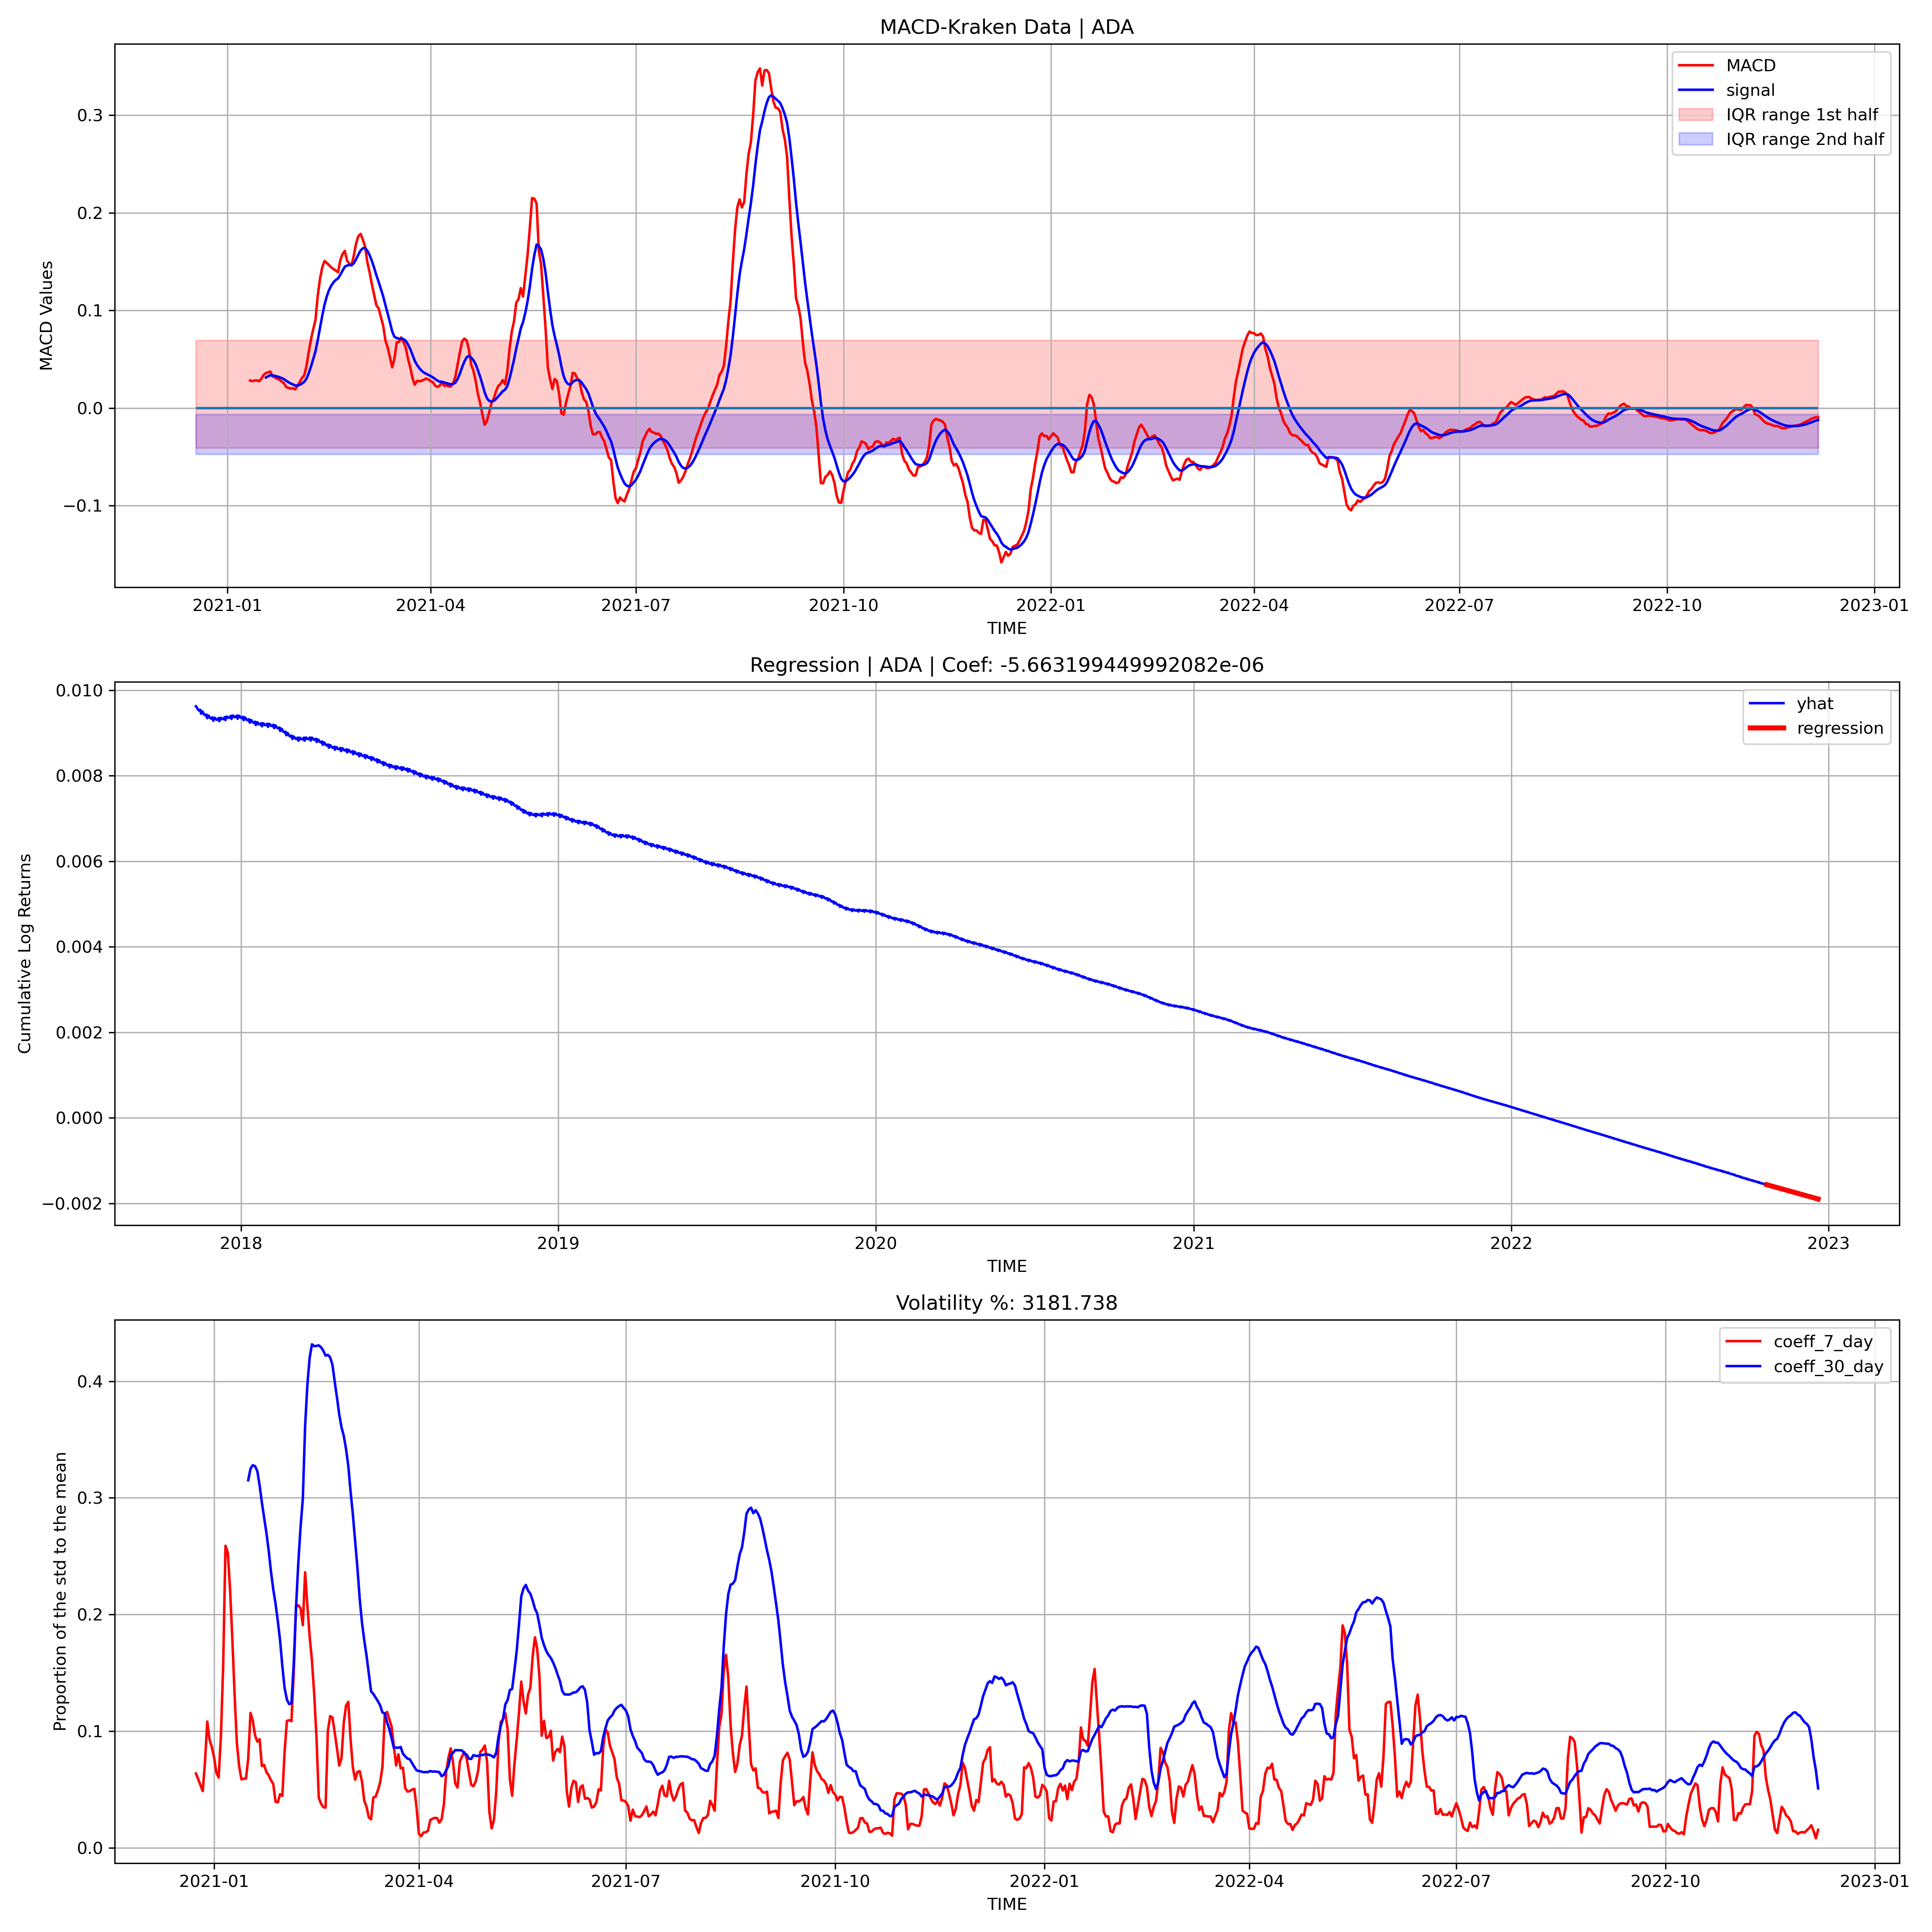 MACD-Kraken Data | ADA
MACD
signal
IQR range 1st half
IQR range 2nd half
MACD Values
0.3
0.2
0.1
0.0
−0.1
2021-01 2021-04 2021-07 2021-10 2022-01 2022-04 2022-07 2022-10 2023-01
TIME
Regression | ADA | Coef: -5.663199449992082e-06
yhat
regression
Cumulative Log Returns
0.010
0.008
0.006
0.004
0.002
0.000
−0.002
2018 2019 2020 2021 2022 2023
TIME
Volatility %: 3181.738
coeff_7_day
coeff_30_day
Proportion of the std to the mean
0.4
0.3
0.2
0.1
0.0
2021-01 2021-04 2021-07 2021-10 2022-01 2022-04 2022-07 2022-10 2023-01
TIME